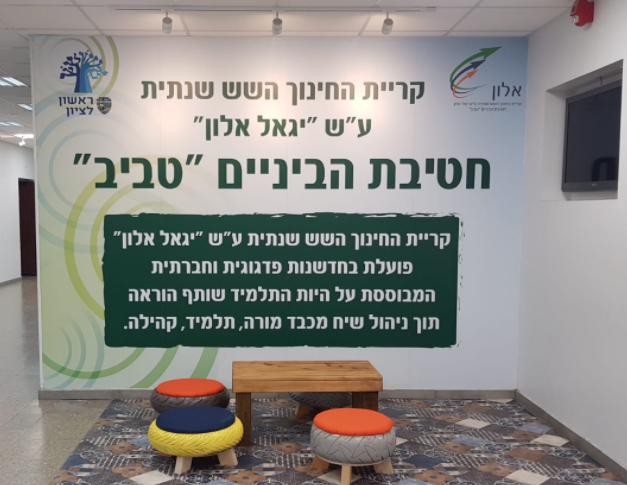 ראשון
לציון
אלון
קריית החינוך השש שנתית
ע״ש ״יגאל אלון״
חטיבת הביניים ״טביב״
קריית החינוך השש שנתית ע״ש ״יגאל אלון״
פועלת בחדשנות פדגוגית וחברתית
המבוססת על היות התלמיד שותף הוראה
תוך ניהול שיח מכבד מורה, תלמיד, קהילה.